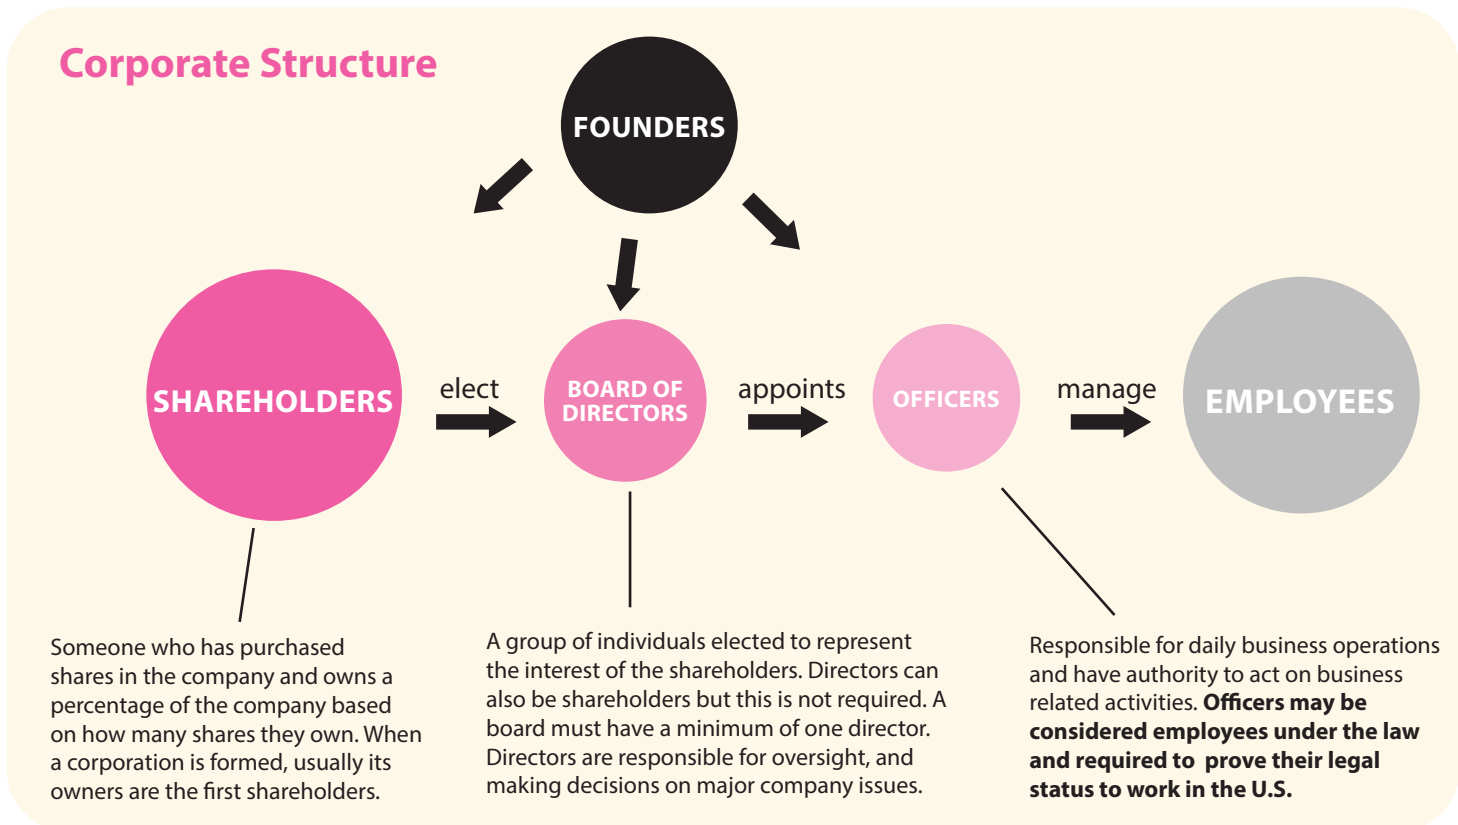 Corporate Structure
FOUNDERS
SHAREHOLDERS
elect
BOARD OF
DIRECTORS
appoints
OFFICERS
manage
EMPLOYEES
Someone who has purchased
shares in the company and owns a
percentage of the company based
on how many shares they own. When
a corporation is formed, usually its
owners are the first shareholders.
A group of individuals elected to represent
the interest of the shareholders. Directors can
also be shareholders but this is not required. A
board must have a minimum of one director.
Directors are responsible for oversight, and
making decisions on major company issues.
Responsible for daily business operations
and have authority to act on business
related activities. Officers may be
considered employees under the law
and required to  prove their legal
status to work in the U.S.